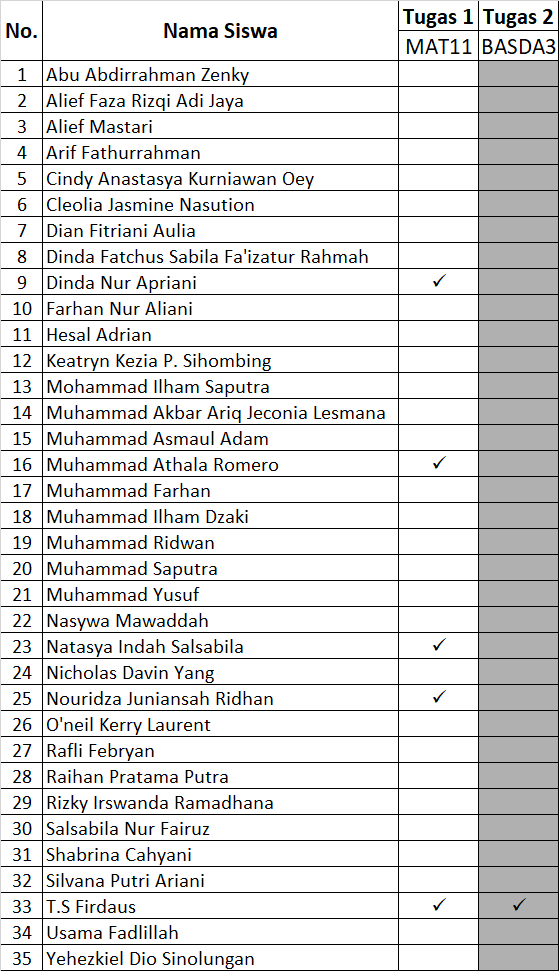 No. Nama Siswa Tugas 1 Tugas 2
MAT11 BASDA3
1 Abu Abdirrahman Zenky
2 Alief Faza Rizqi Adi Jaya
3 Alief Mastari
4 Arif Fathurrahman
5 Cindy Anastasya Kurniawan Oey
6 Cleolia Jasmine Nasution
7 Dian Fitriani Aulia
8 Dinda Fatchus Sabila Fa'izatur Rahmah
9 Dinda Nur Apriani ✓
10 Farhan Nur Aliani
11 Hesal Adrian
12 Keatryn Kezia P. Sihombing
13 Mohammad Ilham Saputra
14 Muhammad Akbar Ariq Jeconia Lesmana
15 Muhammad Asmaul Adam
16 Muhammad Athala Romero ✓
17 Muhammad Farhan
18 Muhammad Ilham Dzaki
19 Muhammad Ridwan
20 Muhammad Saputra
21 Muhammad Yusuf
22 Nasywa Mawaddah
23 Natasya Indah Salsabila ✓
24 Nicholas Davin Yang
25 Nouridza Juniansah Ridhan ✓
26 O'neil Kerry Laurent
27 Rafli Febryan
28 Raihan Pratama Putra
29 Rizky Irswanda Ramadhana
30 Salsabila Nur Fairuz
31 Shabrina Cahyani
32 Silvana Putri Ariani
33 T.S Firdaus ✓ ✓
34 Usama Fadlillah
35 Yehezkiel Dio Sinolungan